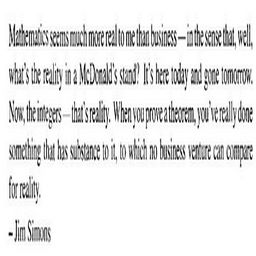 Mathematics seems much more real to me than business — in the sense that, well,
what's the reality in a McDonald's stand? It's here today and gone tomorrow.
Now, the integers — that's reality. When you prove a theorem, you've really done
something that has substance to it, to which no business venture can compare
for reality.
– Jim Simons